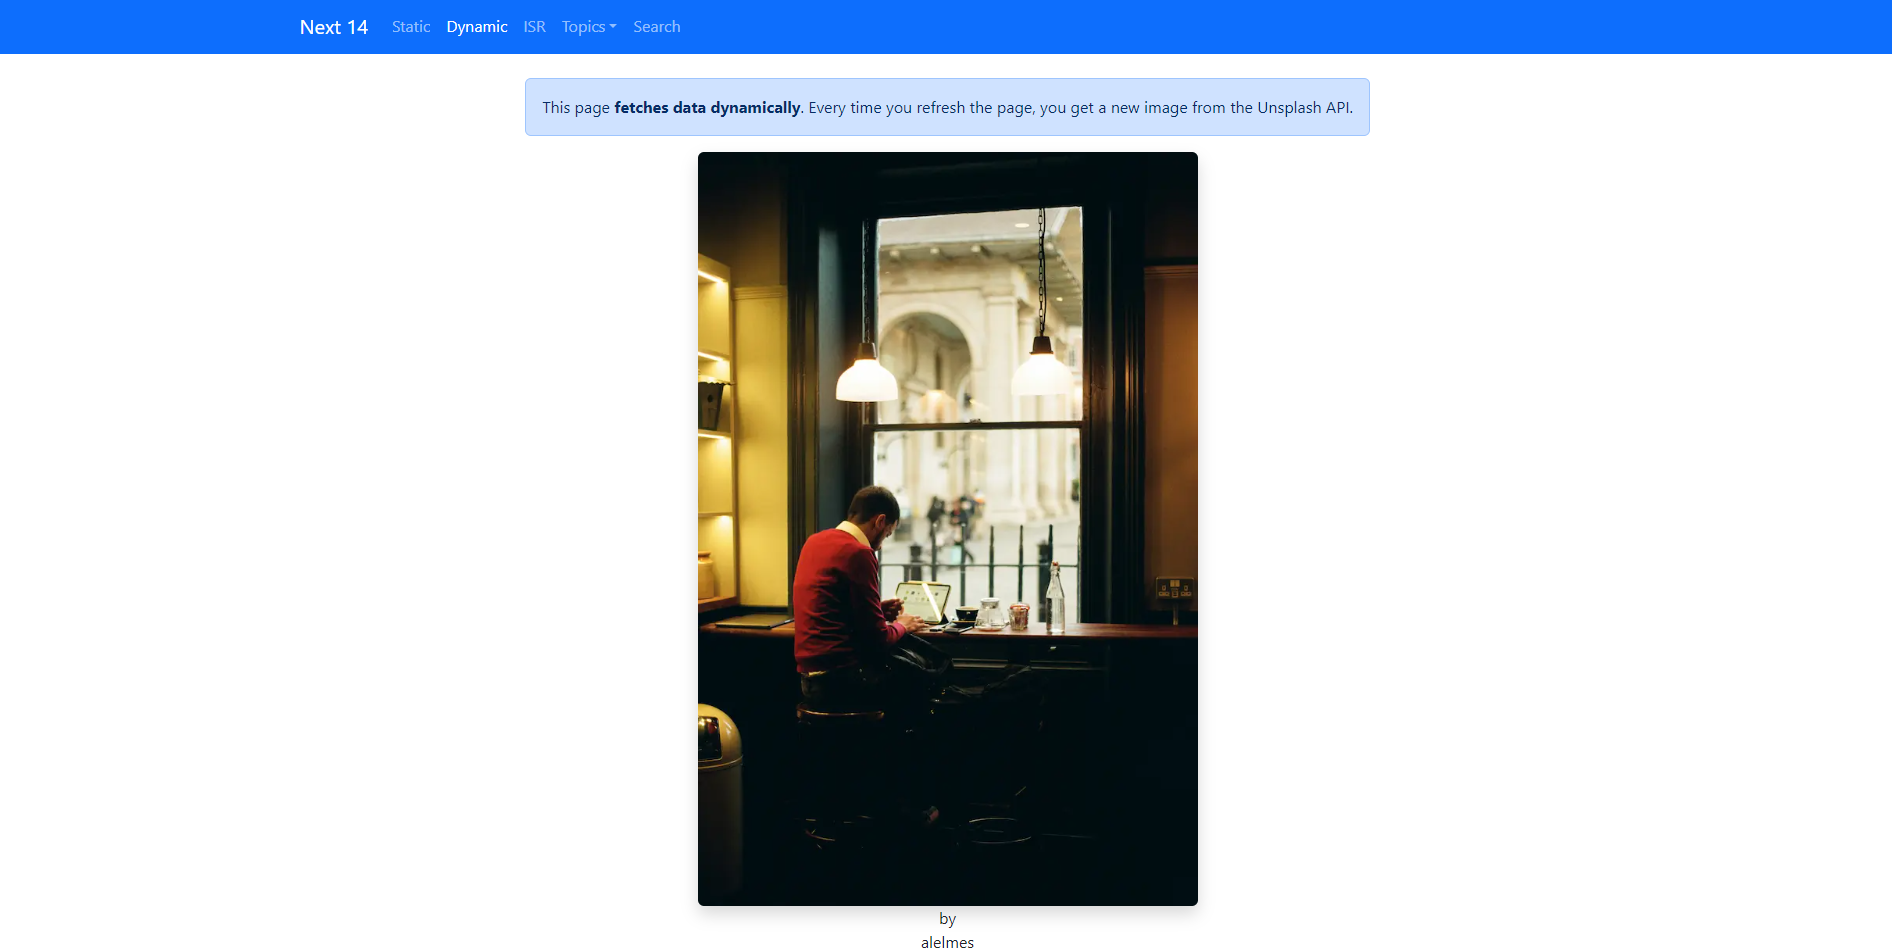 Next 14 Static Dynamic ISR Topics Search
This page fetches data dynamically. Every time you refresh the page, you get a new image from the Unsplash API.
by
alelmes